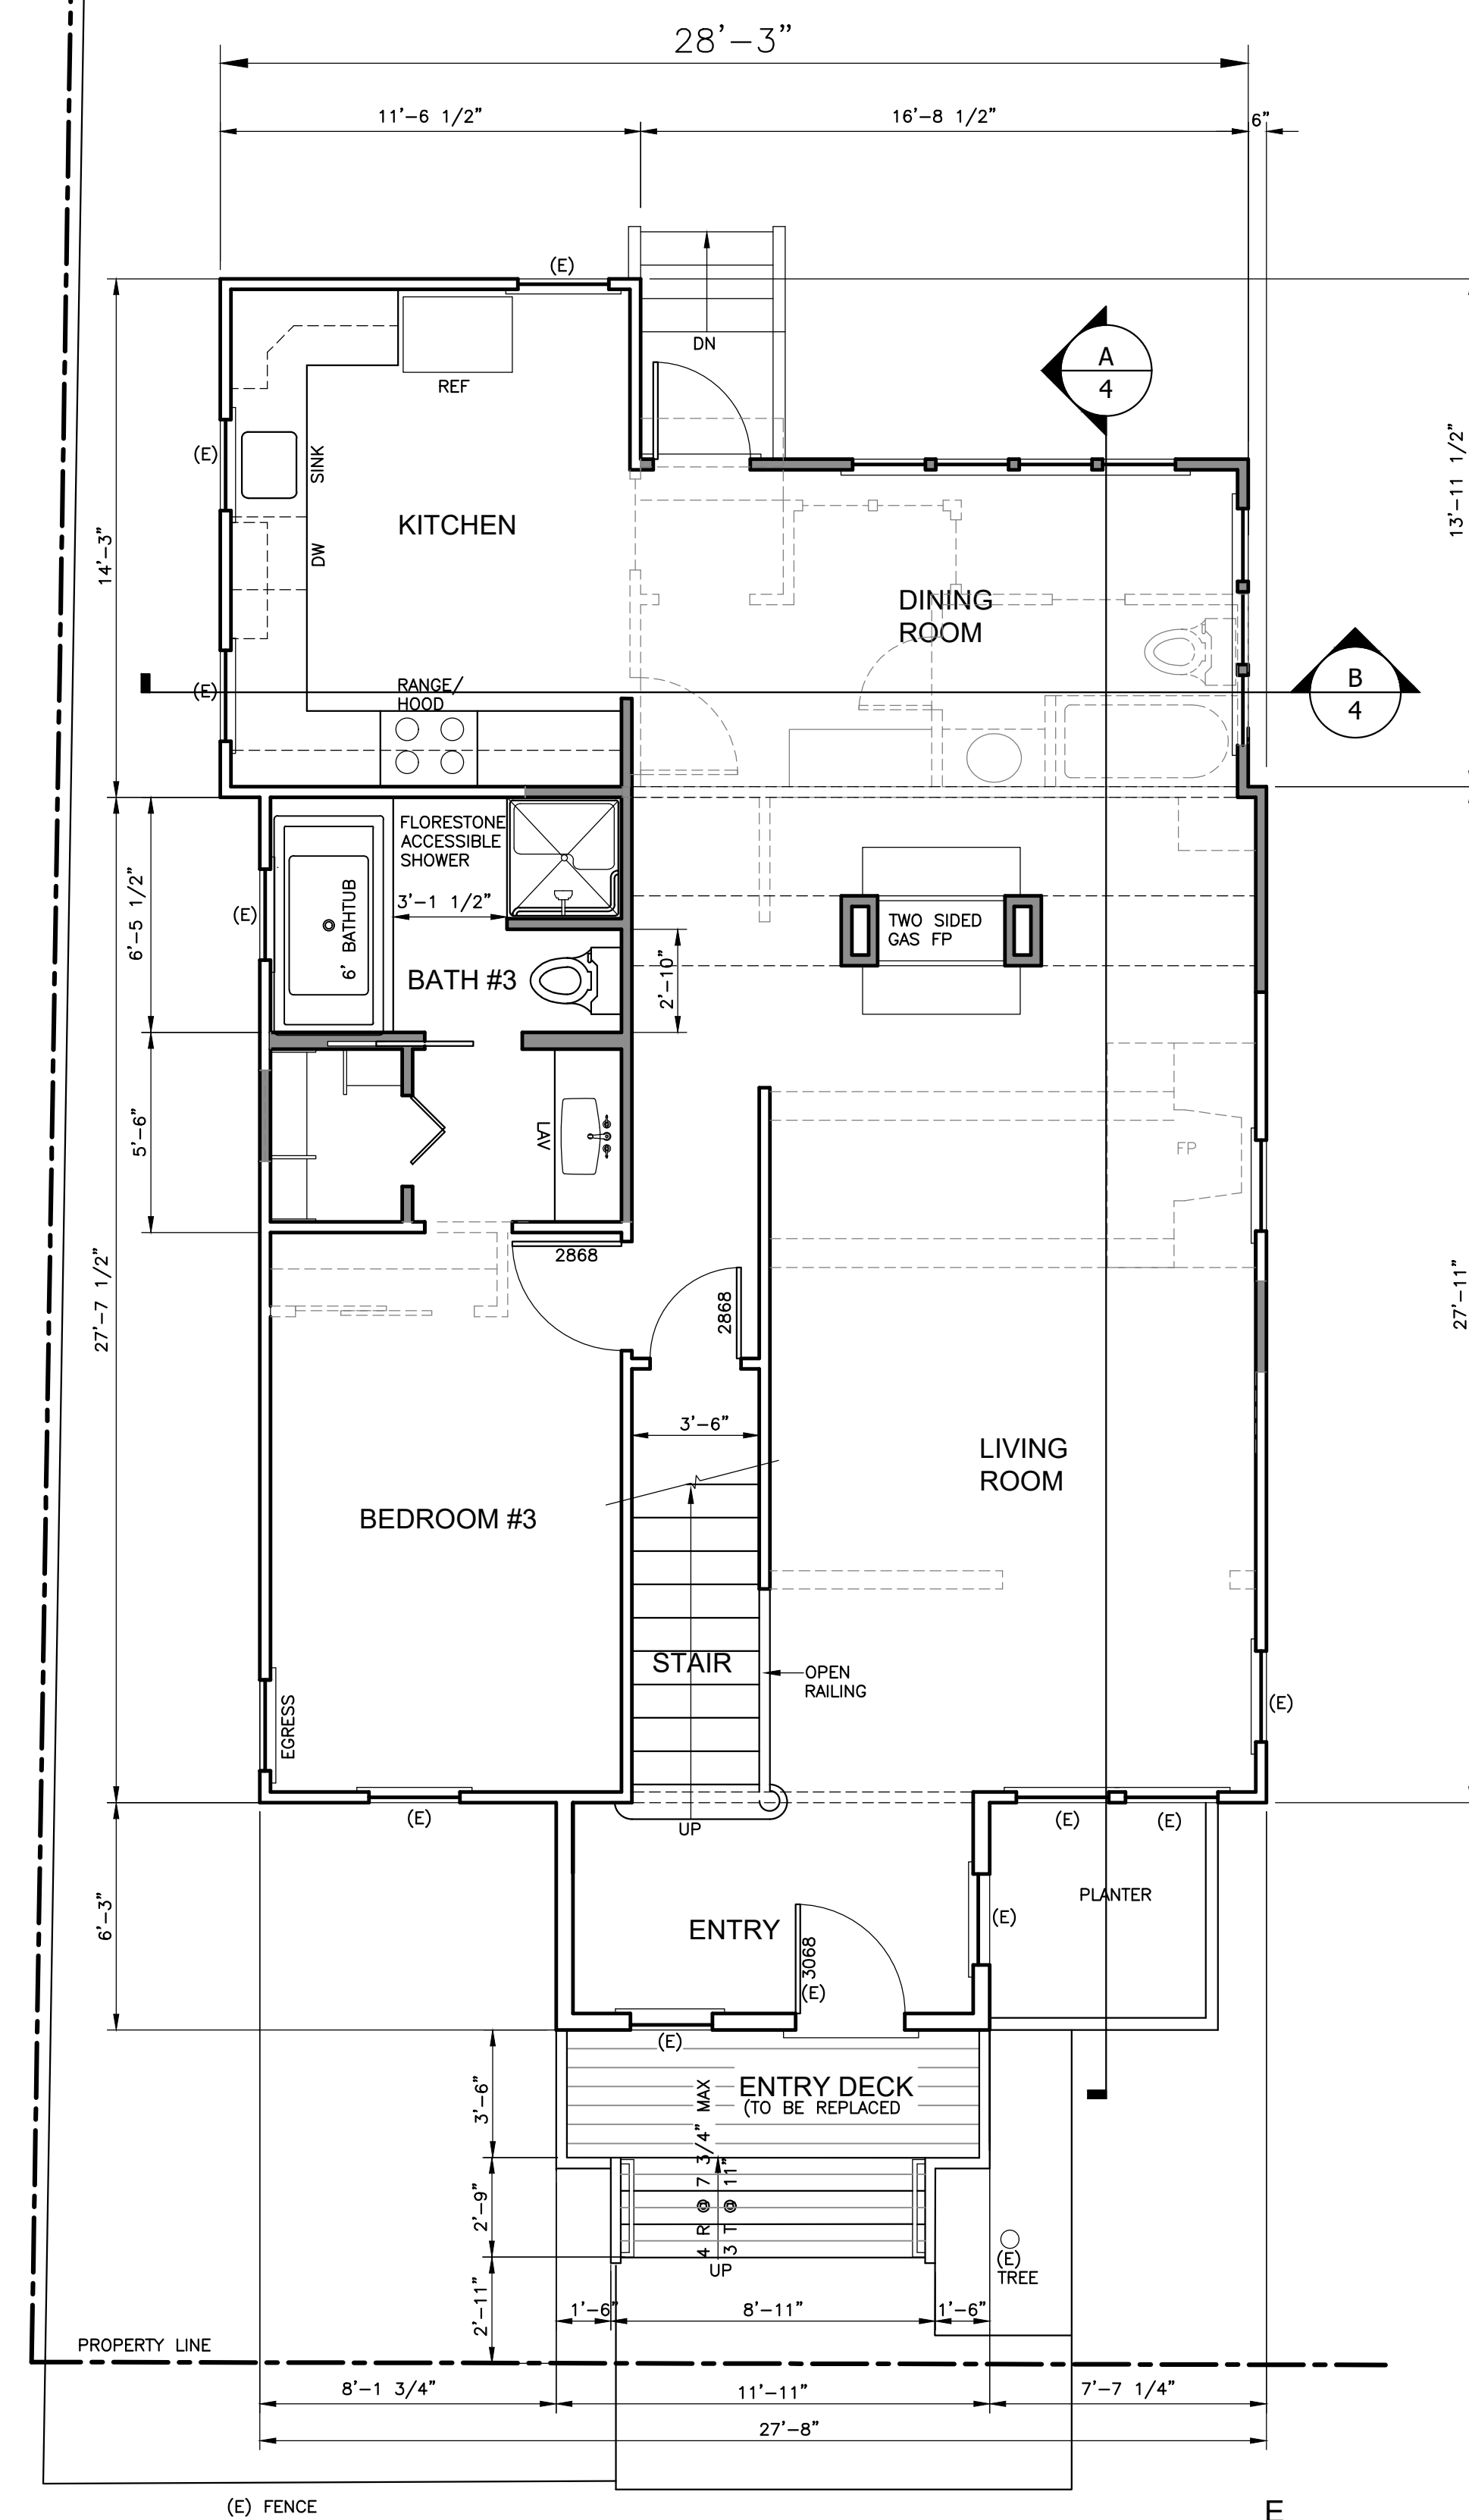 28'-3"
11'-6 1/2"
16'-8 1/2"
6"
(E)
DN
A
4
REF
(E)
SINK
KITCHEN
DW
14'-3"
13'-11 1/2"
DINING
ROOM
B
4
(E)
RANGE/
HOOD
FLORESTONE
ACCESSIBLE
SHOWER
3'-1 1/2"
6' BATHTUB
(E)
6'-5 1/2"
TWO SIDED
GAS FP
BATH #3
2'-10"
5'-6"
LAV
FP
2868
2868
27'-7 1/2"
27'-11"
3'-6"
LIVING
ROOM
BEDROOM #3
STAIR
OPEN
RAILING
EGRESS
(E)
(E)
UP
(E)
(E)
PLANTER
6'-3"
ENTRY
3068
(E)
(E)
(E)
ENTRY DECK
(TO BE REPLACED
3'-6"
4 R @ 7 3/4" MAX
3 T @ 11"
2'-9"
UP
(E)
TREE
2'-11"
1'-6"
8'-11"
1'-6"
PROPERTY LINE
8'-1 3/4"
11'-11"
7'-7 1/4"
27'-8"
(E) FENCE